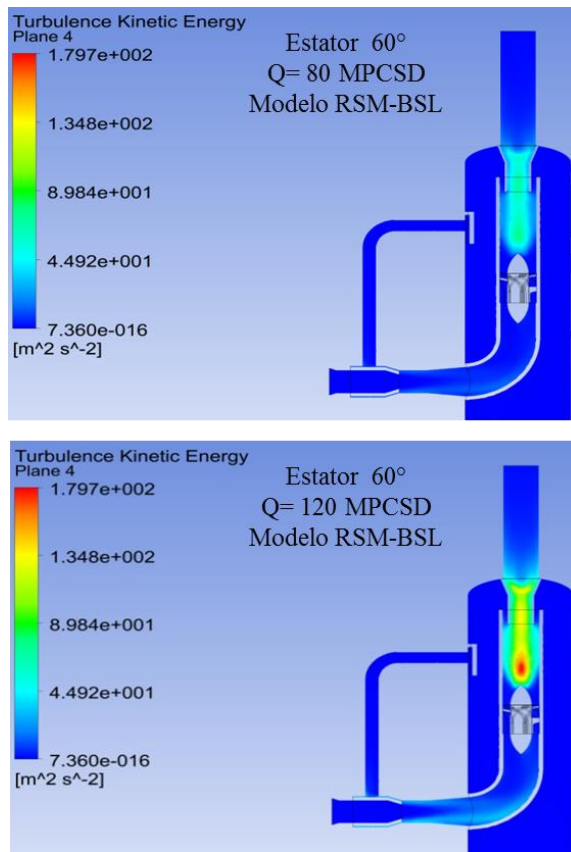 Turbulence Kinetic Energy
Plane 4
1.797e+002
1.348e+002
8.984e+001
4.492e+001
7.360e-016
[m^2 s^-2]
Estator 60°
Q= 80 MPCSD
Modelo RSM-BSL
Turbulence Kinetic Energy
Plane 4
1.797e+002
1.348e+002
8.984e+001
4.492e+001
7.360e-016
[m^2 s^-2]
Estator 60°
Q= 120 MPCSD
Modelo RSM-BSL